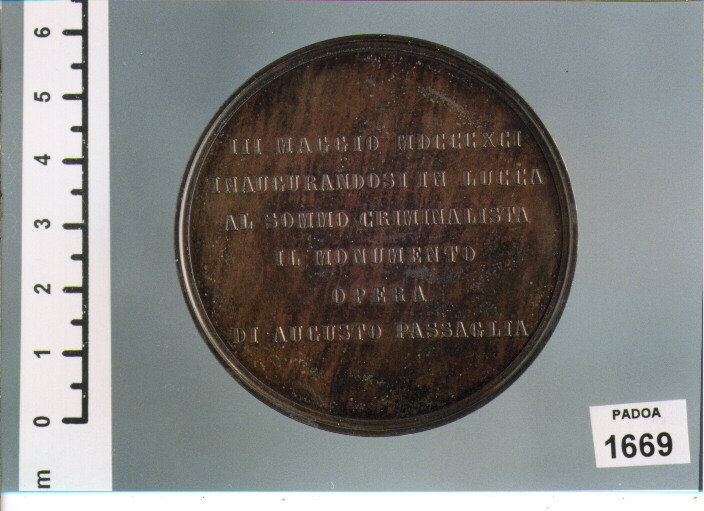 III MAGGIO MDCCCXCI
INAUGURANDOSI IN LUCCA
AL SOMMO CRIMINALISTA
IL MONUMENTO
OPERA
DI AUGUSTO PASSAGLIA
6
5
4
3
2
1
0
m
PADOA
1669